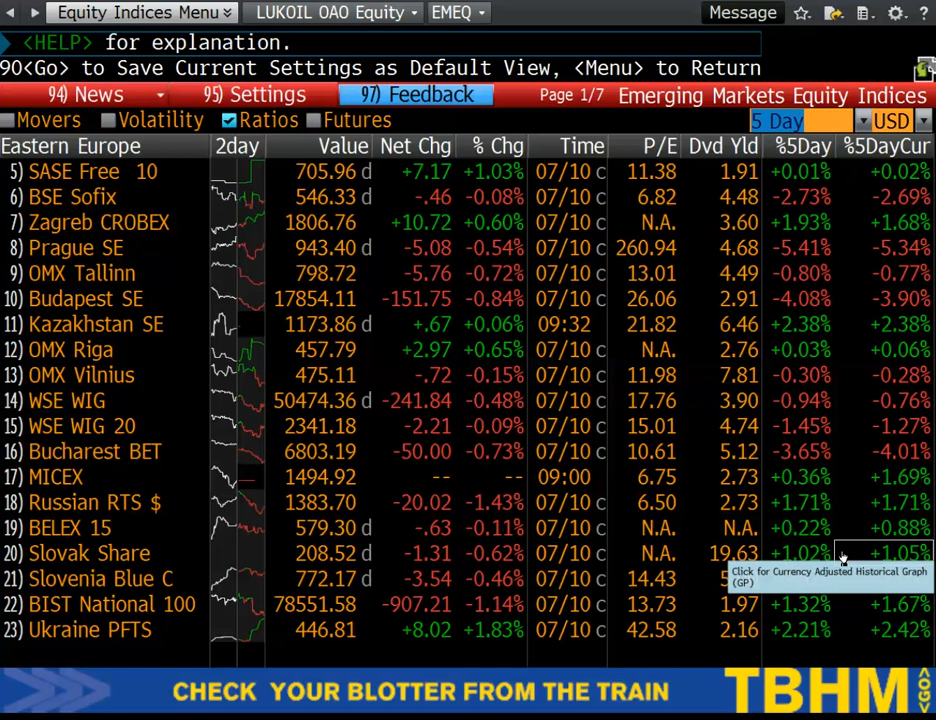 Equity Indices Menu LUKOIL OAO Equity EMEQ Message ?
<HELP> for explanation.
90<Go> to Save Current Settings as Default View, <Menu> to Return
94) News 95) Settings 97) Feedback Page 1/7 Emerging Markets Equity Indices
Movers Volatility Ratios Futures 5 Day USD
Eastern Europe 2day Value Net Chg % Chg Time P/E Dvd Yld %5Day %5DayCur
5) SASE Free 10 705.96 d +7.17 +1.03% 07/10 c 11.38 1.91 +0.01% +0.02%
6) BSE Sofix 546.33 d -.46 -0.08% 07/10 c 6.82 4.48 -2.73% -2.69%
7) Zagreb CROBEX 1806.76 +10.72 +0.60% 07/10 c N.A. 3.60 +1.93% +1.68%
8) Prague SE 943.40 d -5.08 -0.54% 07/10 c 260.94 4.68 -5.41% -5.34%
9) OMX Tallinn 798.72 -5.76 -0.72% 07/10 c 13.01 4.49 -0.80% -0.77%
10) Budapest SE 17854.11 -151.75 -0.84% 07/10 c 26.06 2.91 -4.08% -3.90%
11) Kazakhstan SE 1173.86 d +.67 +0.06% 09:32 21.82 6.46 +2.38% +2.38%
12) OMX Riga 457.79 +2.97 +0.65% 07/10 c N.A. 2.76 +0.03% +0.06%
13) OMX Vilnius 475.11 -.72 -0.15% 07/10 c 11.98 7.81 -0.30% -0.28%
14) WSE WIG 50474.36 d -241.84 -0.48% 07/10 c 17.76 3.90 -0.94% -0.76%
15) WSE WIG 20 2341.18 -2.21 -0.09% 07/10 c 15.01 4.74 -1.45% -1.27%
16) Bucharest BET 6803.19 -50.00 -0.73% 07/10 c 10.61 5.12 -3.65% -4.01%
17) MICEX 1494.92 -- -- 09:00 6.75 2.73 +0.36% +1.69%
18) Russian RTS $ 1383.70 -20.02 -1.43% 07/10 c 6.50 2.73 +1.71% +1.71%
19) BELEX 15 579.30 d -.63 -0.11% 07/10 c N.A. N.A. +0.22% +0.88%
20) Slovak Share 208.52 d -1.31 -0.62% 07/10 c N.A. 19.63 +1.02% +1.05%
21) Slovenia Blue C 772.17 d -3.54 -0.46% 07/10 c 14.43
Click for Currency Adjusted Historical Graph
(GP)
22) BIST National 100 78551.58 -907.21 -1.14% 07/10 c 13.73 1.97 +1.32% +1.67%
23) Ukraine PFTS 446.81 +8.02 +1.83% 07/10 c 42.58 2.16 +2.21% +2.42%
CHECK YOUR BLOTTER FROM THE TRAIN TBHM